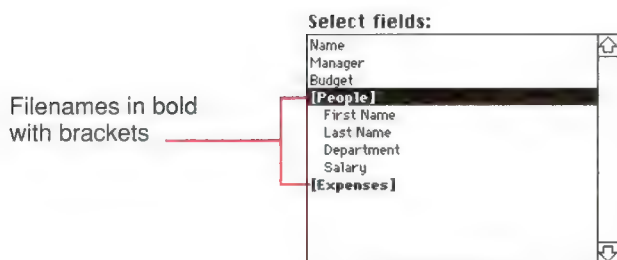 Select fields:
Name
Manager
Budget
[People]
First Name
Last Name
Department
Salary
[Expenses]
Filenames in bold
with brackets